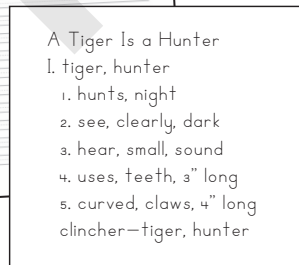 A Tiger Is a Hunter
I. tiger, hunter
1. hunts, night
2. see, clearly, dark
3. hear, small, sound
4. uses, teeth, 3" long
5. curved, claws, 4" long
clincher—tiger, hunter